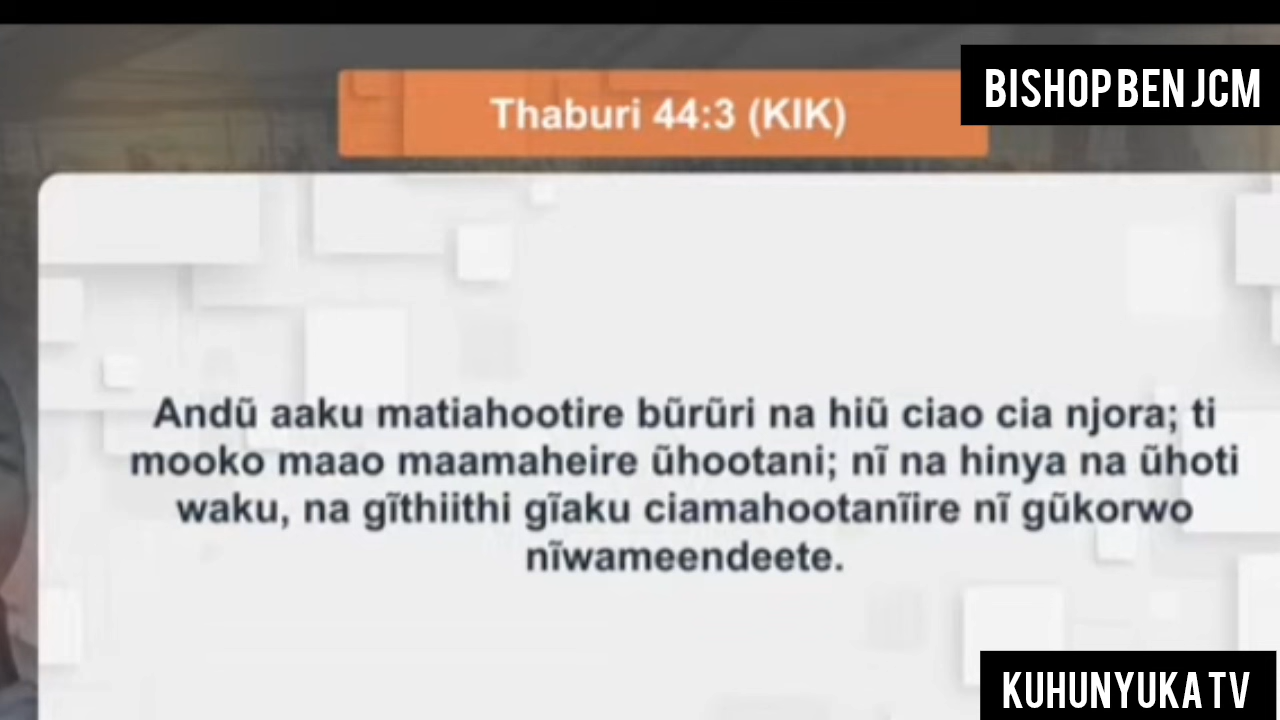 BISHOP BEN JCM
Thaburi 44:3 (KIK)
Andũ aaku matiahootire bũrũri na hiũ ciao cia njora; ti
mooko maao maamaheire ũhootani; nĩ na hinya na ũhoti
waku, na gĩthiithi gĩaku ciamahootanĩire nĩ gũkorwo
nĩwameendeete.
KUHUNYUKA TV